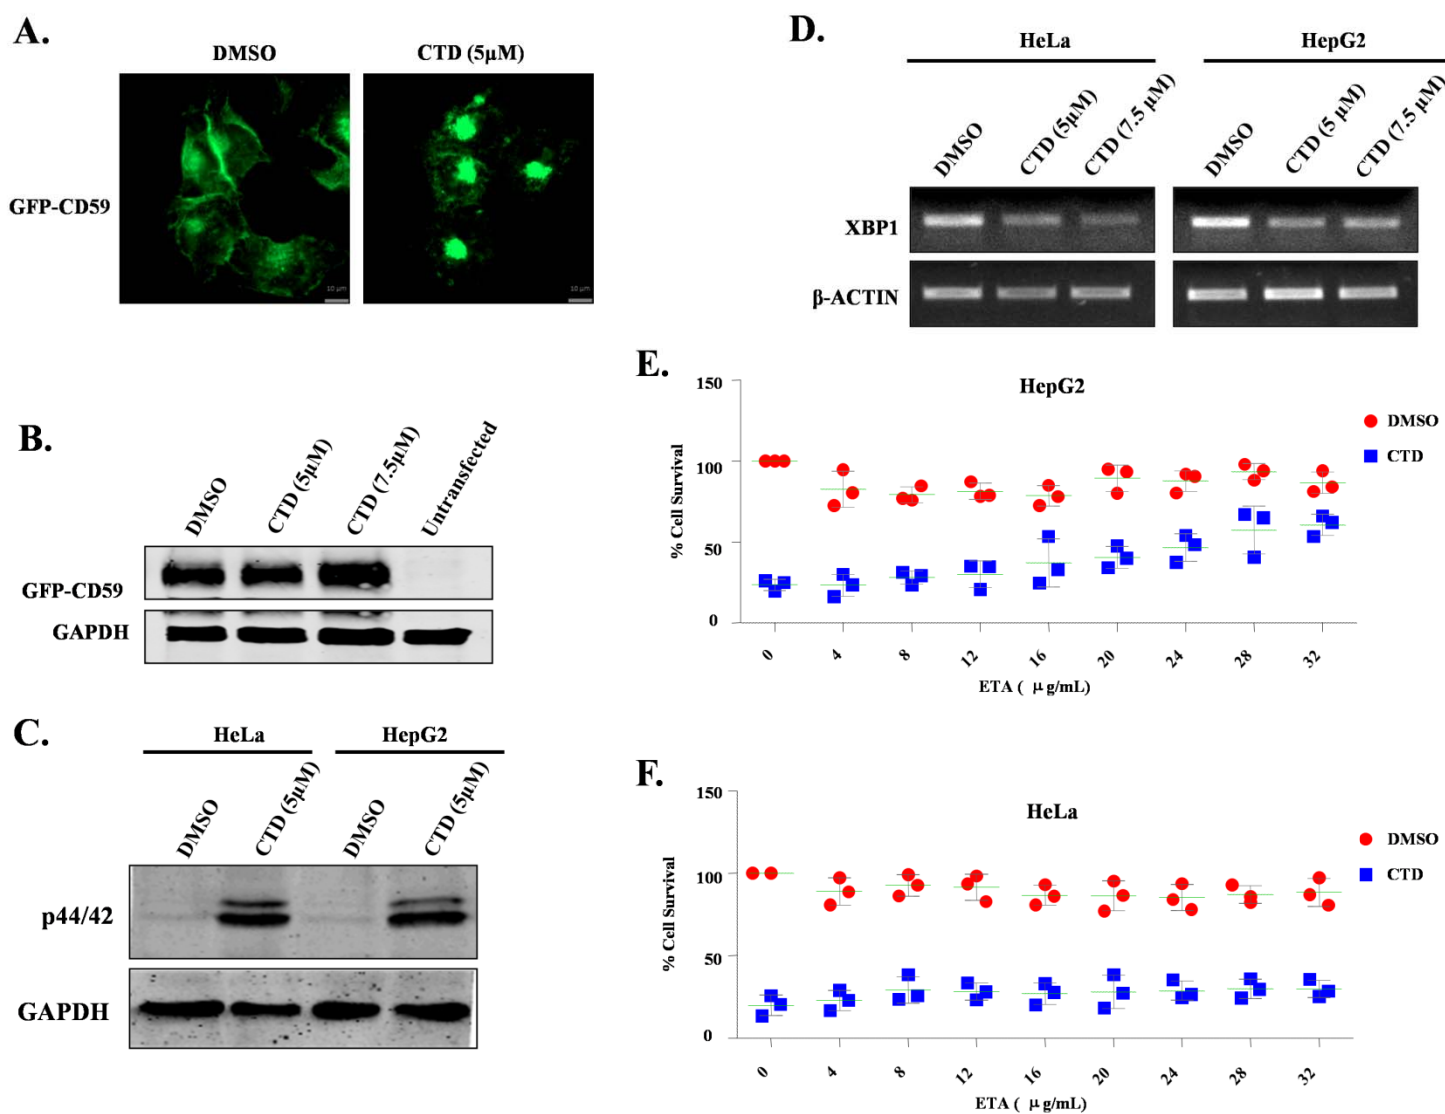 A.
DMSO
CTD (5μM)
GFP-CD59
10 μm
10 μm
B.
DMSO
CTD (5μM)
CTD (7.5μM)
Untransfected
GFP-CD59
GAPDH
C.
HeLa
HepG2
DMSO
CTD (5μM)
DMSO
CTD (5μM)
p44/42
GAPDH
D.
HeLa
HepG2
DMSO
CTD (5μM)
CTD (7.5 μM)
DMSO
CTD (5 μM)
CTD (7.5 μM)
XBP1
β-ACTIN
E.
HepG2
150
100
50
0
% Cell Survival
0 4 8 12 16 20 24 28 32
ETA ( μg/mL)
DMSO
CTD
F.
HeLa
150
100
50
0
% Cell Survival
0 4 8 12 16 20 24 28 32
ETA ( μg/mL)
DMSO
CTD